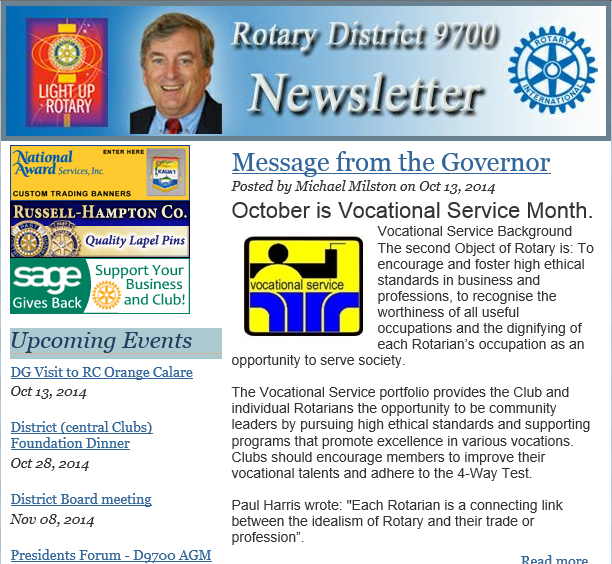 LIGHT UP
ROTARY
Rotary District 9700
Newsletter
ROTARY
INTERNATIONAL
National
Award Services, Inc.
ENTER HERE
KAUA'I
CUSTOM TRADING BANNERS
RUSSELL-HAMPTON CO.
PAST
PAST
Quality Lapel Pins
sage
Gives Back
Support Your
Business
and Club!
Upcoming Events
DG Visit to RC Orange Calare
Oct 13, 2014
District (central Clubs)
Foundation Dinner
Oct 28, 2014
District Board meeting
Nov 08, 2014
Presidents Forum - D9700 AGM
Message from the Governor
Posted by Michael Milston on Oct 13, 2014
October is Vocational Service Month.
vocational service
Vocational Service Background
The second Object of Rotary is: To
encourage and foster high ethical
standards in business and
professions, to recognise the
worthiness of all useful
occupations and the dignifying of
each Rotarian's occupation as an
opportunity to serve society.
The Vocational Service portfolio provides the Club and
individual Rotarians the opportunity to be community
leaders by pursuing high ethical standards and supporting
programs that promote excellence in various vocations.
Clubs should encourage members to improve their
vocational talents and adhere to the 4-Way Test.
Paul Harris wrote: "Each Rotarian is a connecting link
between the idealism of Rotary and their trade or
profession”.
Read more